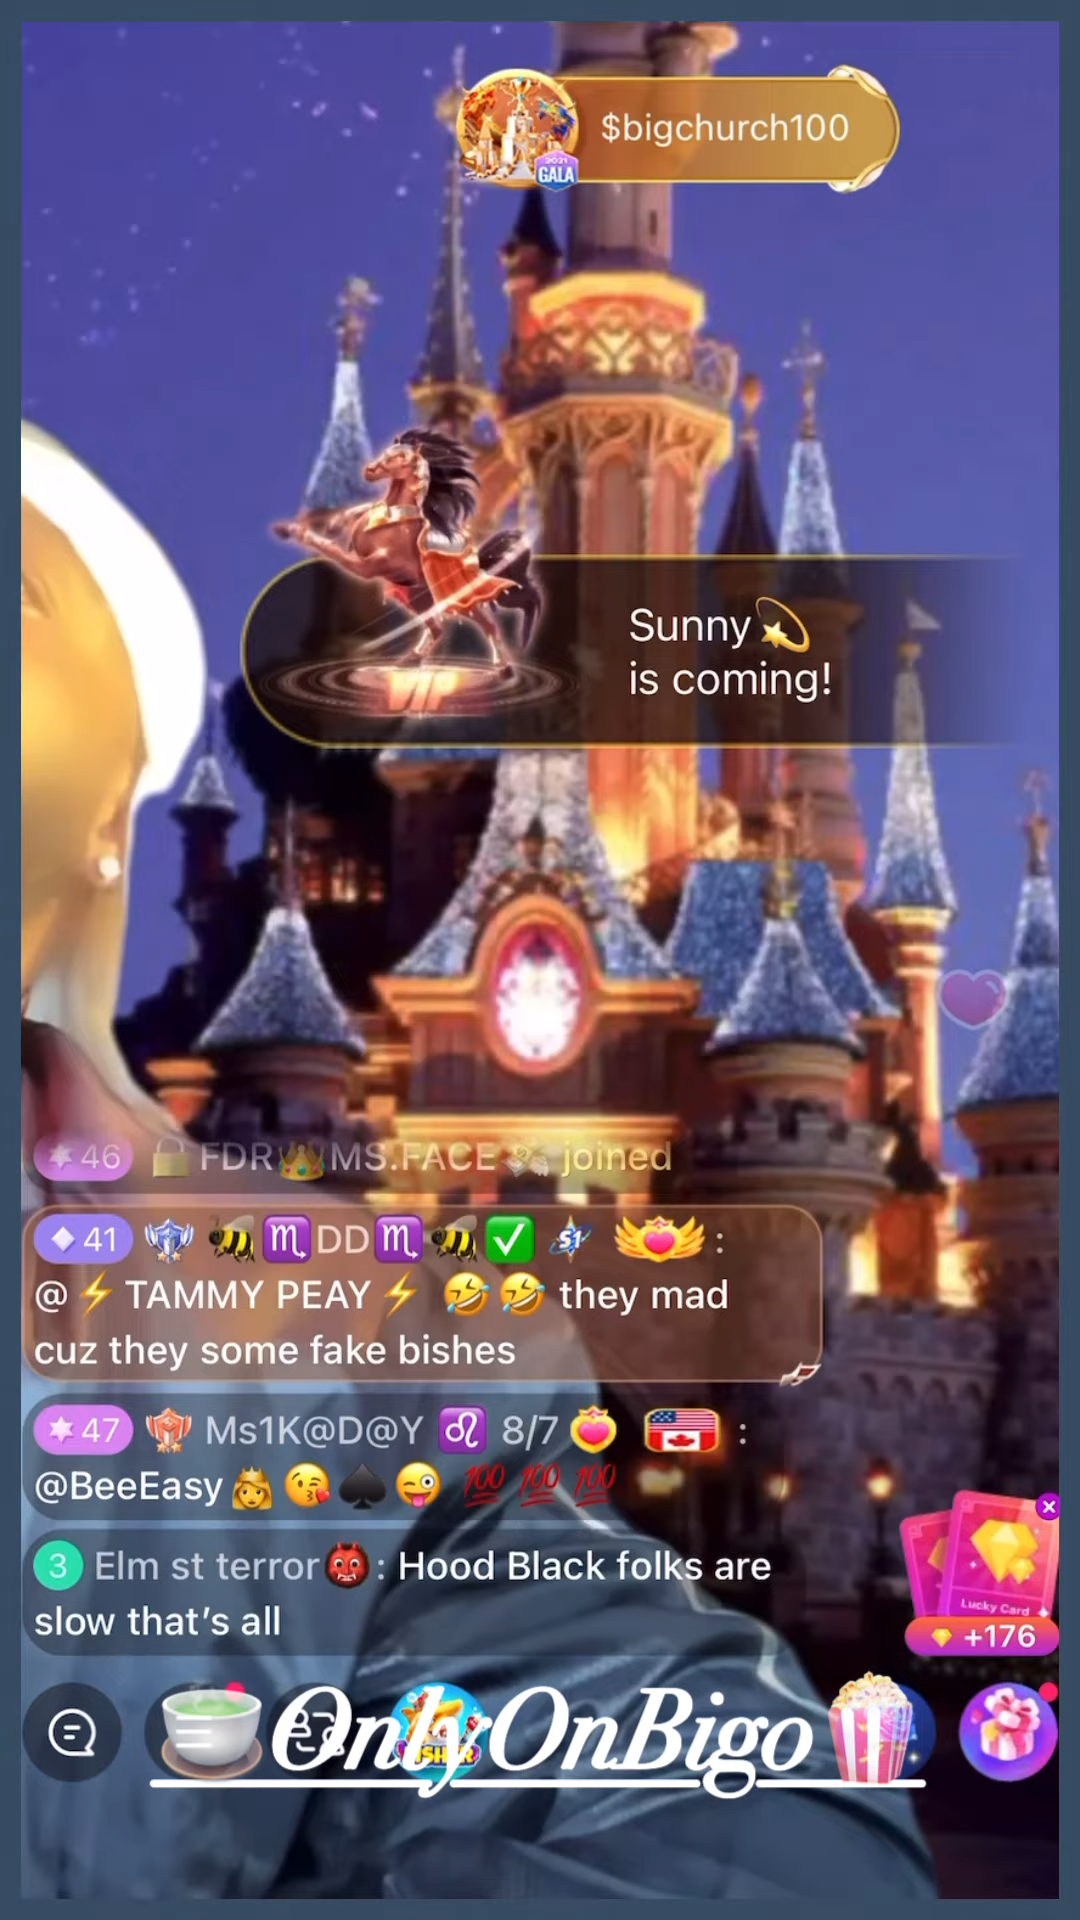 $bigchurch100
2021
GALA
Sunny💫
is coming!
VIP
46 🔒FDR👑MS.FACE💸 joined
41 🐝♏DD♏🐝✅ S1 :
@⚡TAMMY PEAY⚡ 🤣🤣 they mad
cuz they some fake bishes
47 Ms1K@D@Y ♌ 8/7 :
@BeeEasy👸😘♠️😜 💯💯💯
3 Elm st terror👹: Hood Black folks are
slow that’s all
Lucky Card
+176
🍵OnlyOnBigo🍿